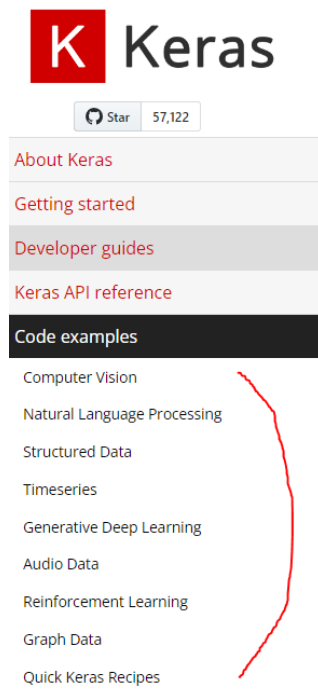 K Keras
Star 57,122
About Keras
Getting started
Developer guides
Keras API reference
Code examples
Computer Vision
Natural Language Processing
Structured Data
Timeseries
Generative Deep Learning
Audio Data
Reinforcement Learning
Graph Data
Quick Keras Recipes